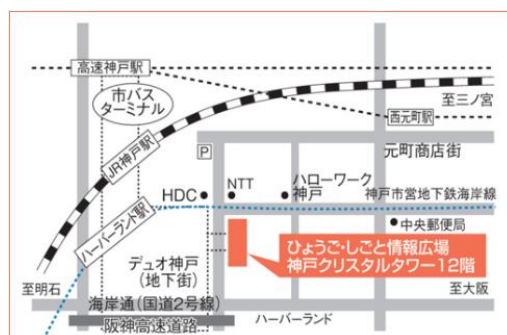 高速神戸駅
市バス
ターミナル
至三ノ宮
西元町駅
JR神戸駅
P
元町商店街
HDC
NTT
ハローワーク
神戸
神戸市営地下鉄海岸線
ハーバーランド駅
中央郵便局
ひょうご・しごと情報広場
神戸クリスタルタワー12階
デュオ神戸
(地下街)
至明石
至大阪
海岸通(国道2号線)
ハーバーランド
阪神高速道路